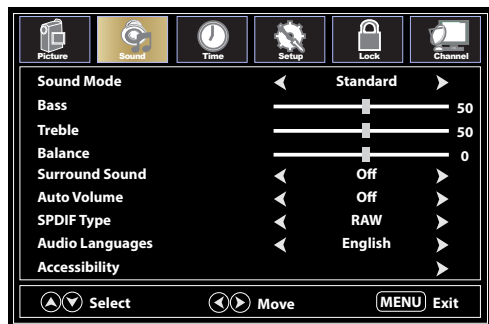 Picture Sound Time Setup Lock Channel
Sound Mode Standard
Bass 50
Treble 50
Balance 0
Surround Sound Off
Auto Volume Off
SPDIF Type RAW
Audio Languages English
Accessibility
Select Move MENU Exit